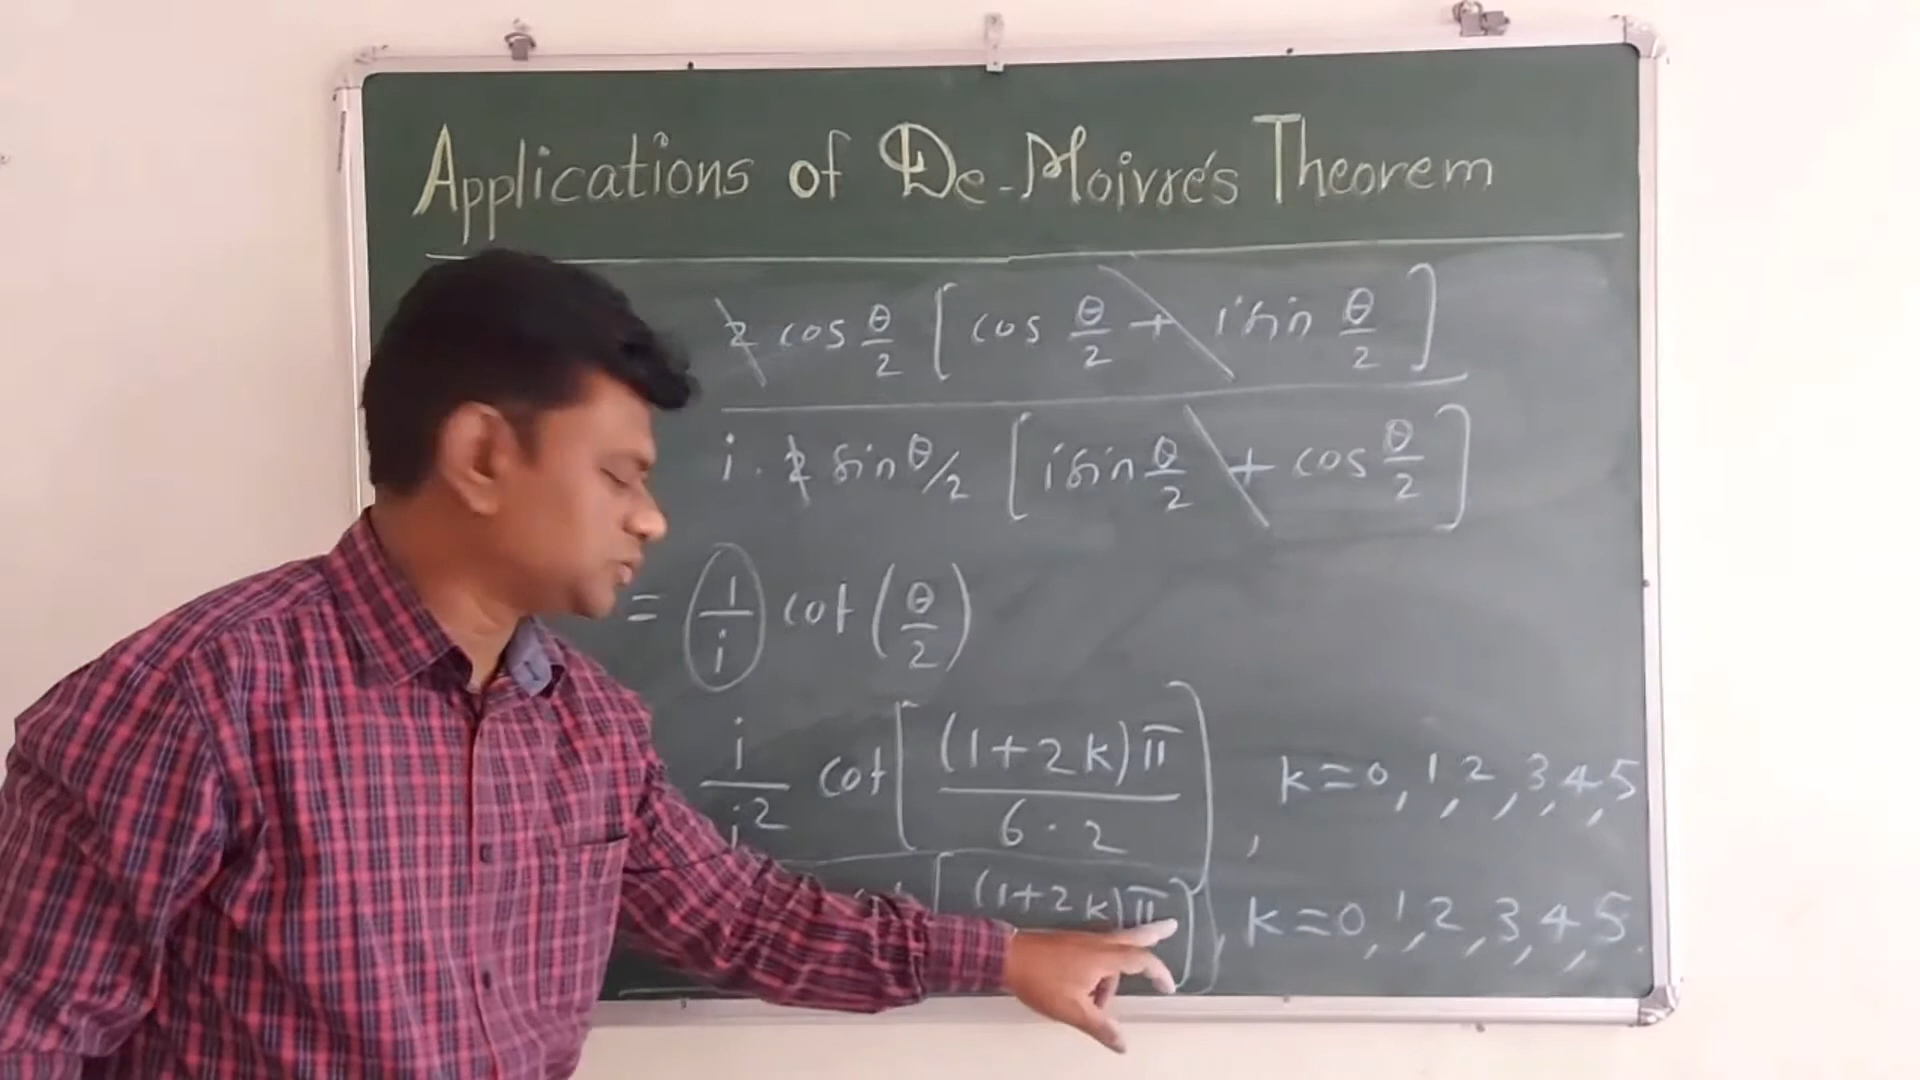 Applications of De-Moivre's Theorem
2 cos θ/2 [cos θ/2 + i sin θ/2]
i. 2 sin θ/2 [i sin θ/2 + cos θ/2]
= (1/i) cot (θ/2)
i/i² cot [(1+2k)π / 6·2], k=0,1,2,3,4,5
[(1+2k)π], k=0,1,2,3,4,5.